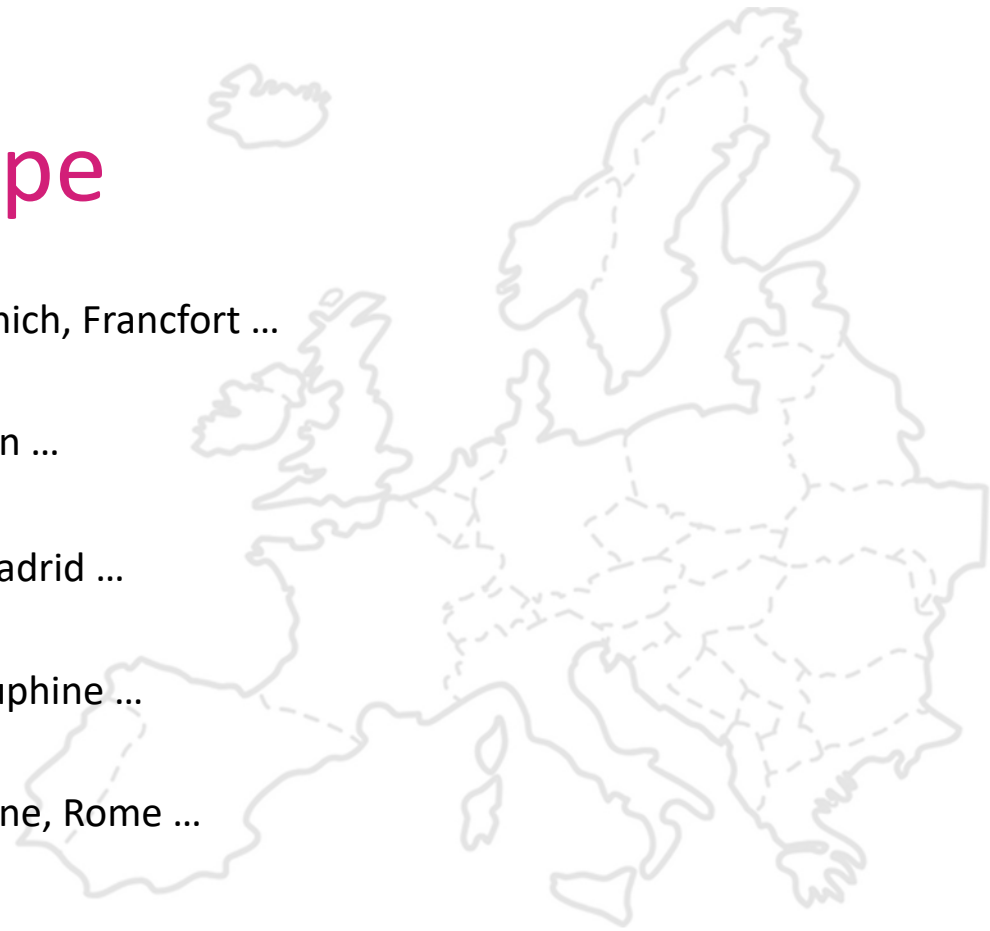 pe
nich, Francfort ...
n ...
adrid ...
uphine ...
ne, Rome ...